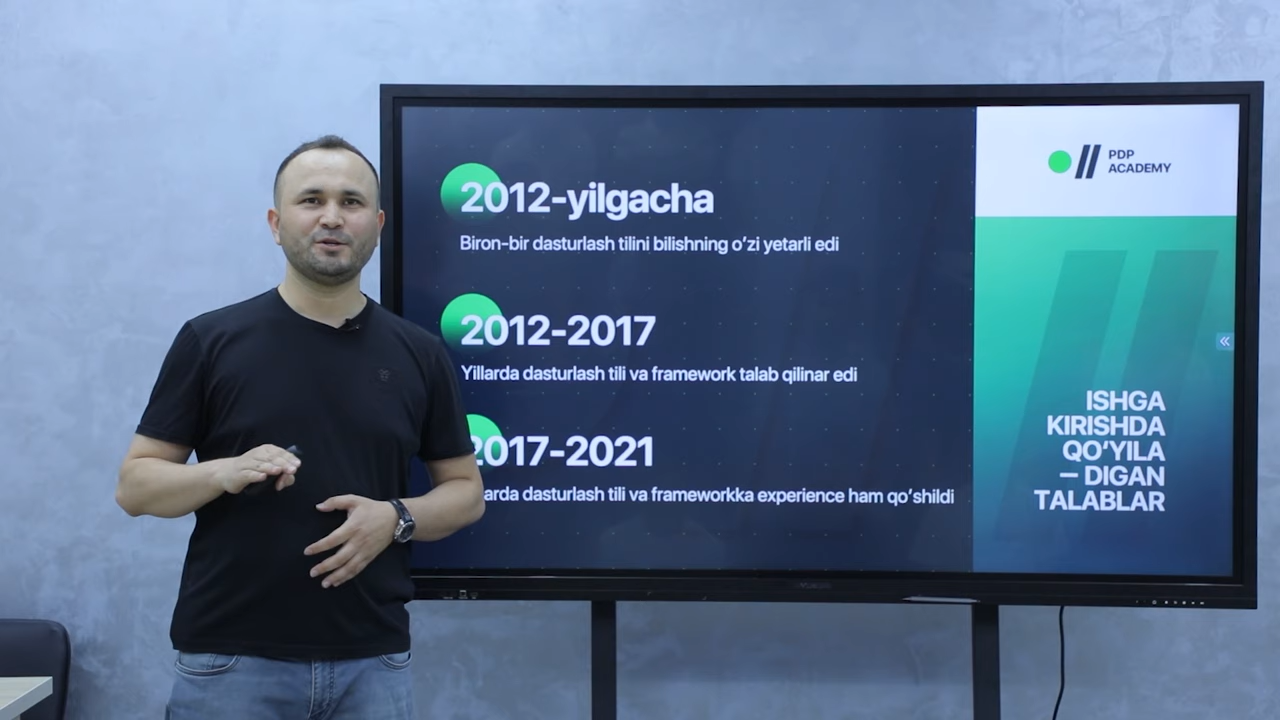 2012-yilgacha
Biron-bir dasturlash tilini bilishning o‘zi yetarli edi
2012-2017
Yillarda dasturlash tili va framework talab qilinar edi
2017-2021
dasturlash tili va frameworkka experience ham qo‘shildi
PDP
ACADEMY
ISHGA
KIRISHDA
QO‘YILA
– DIGAN
TALABLAR